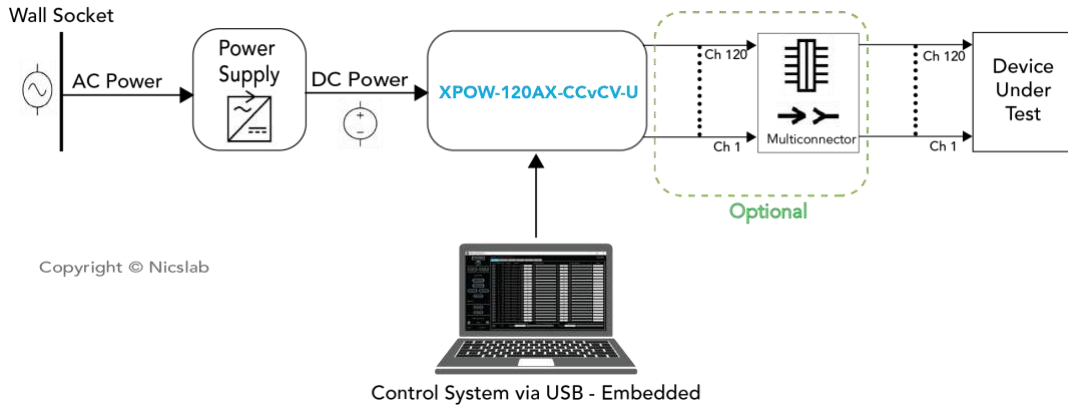 Wall Socket
AC Power
Power
Supply
DC Power
XPOW-120AX-CCvCV-U
Ch 120
Ch 1
Multiconnector
Ch 120
Ch 1
Device
Under
Test
Optional
Copyright © Nicslab
Control System via USB - Embedded